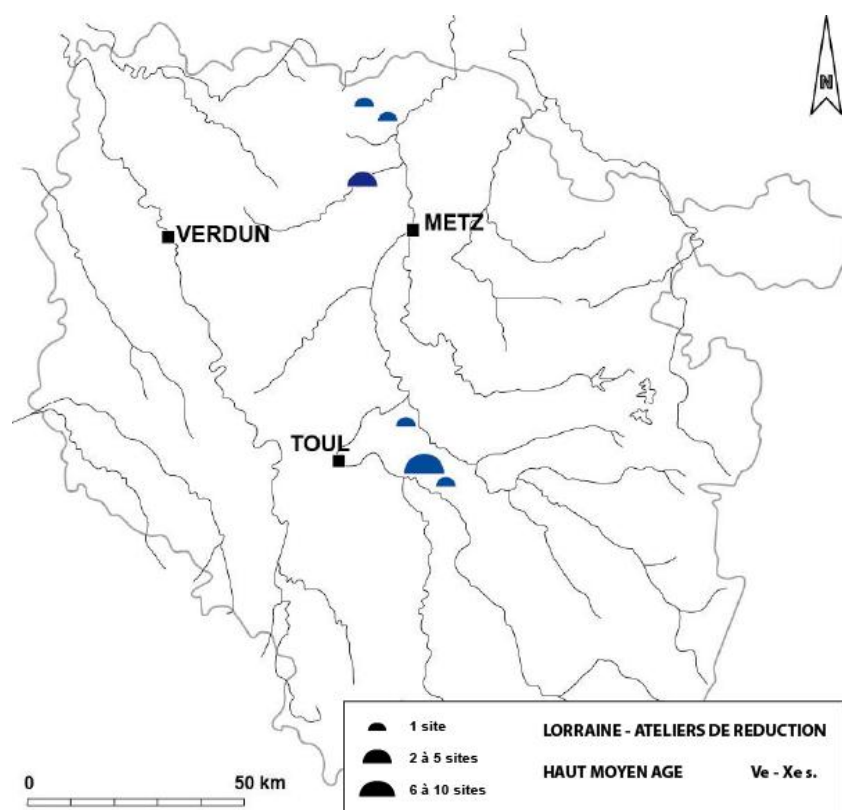 N
METZ
VERDUN
TOUL
0 50 km
1 site
2 à 5 sites
6 à 10 sites
LORRAINE - ATELIERS DE REDUCTION
HAUT MOYEN AGE Ve - Xe s.